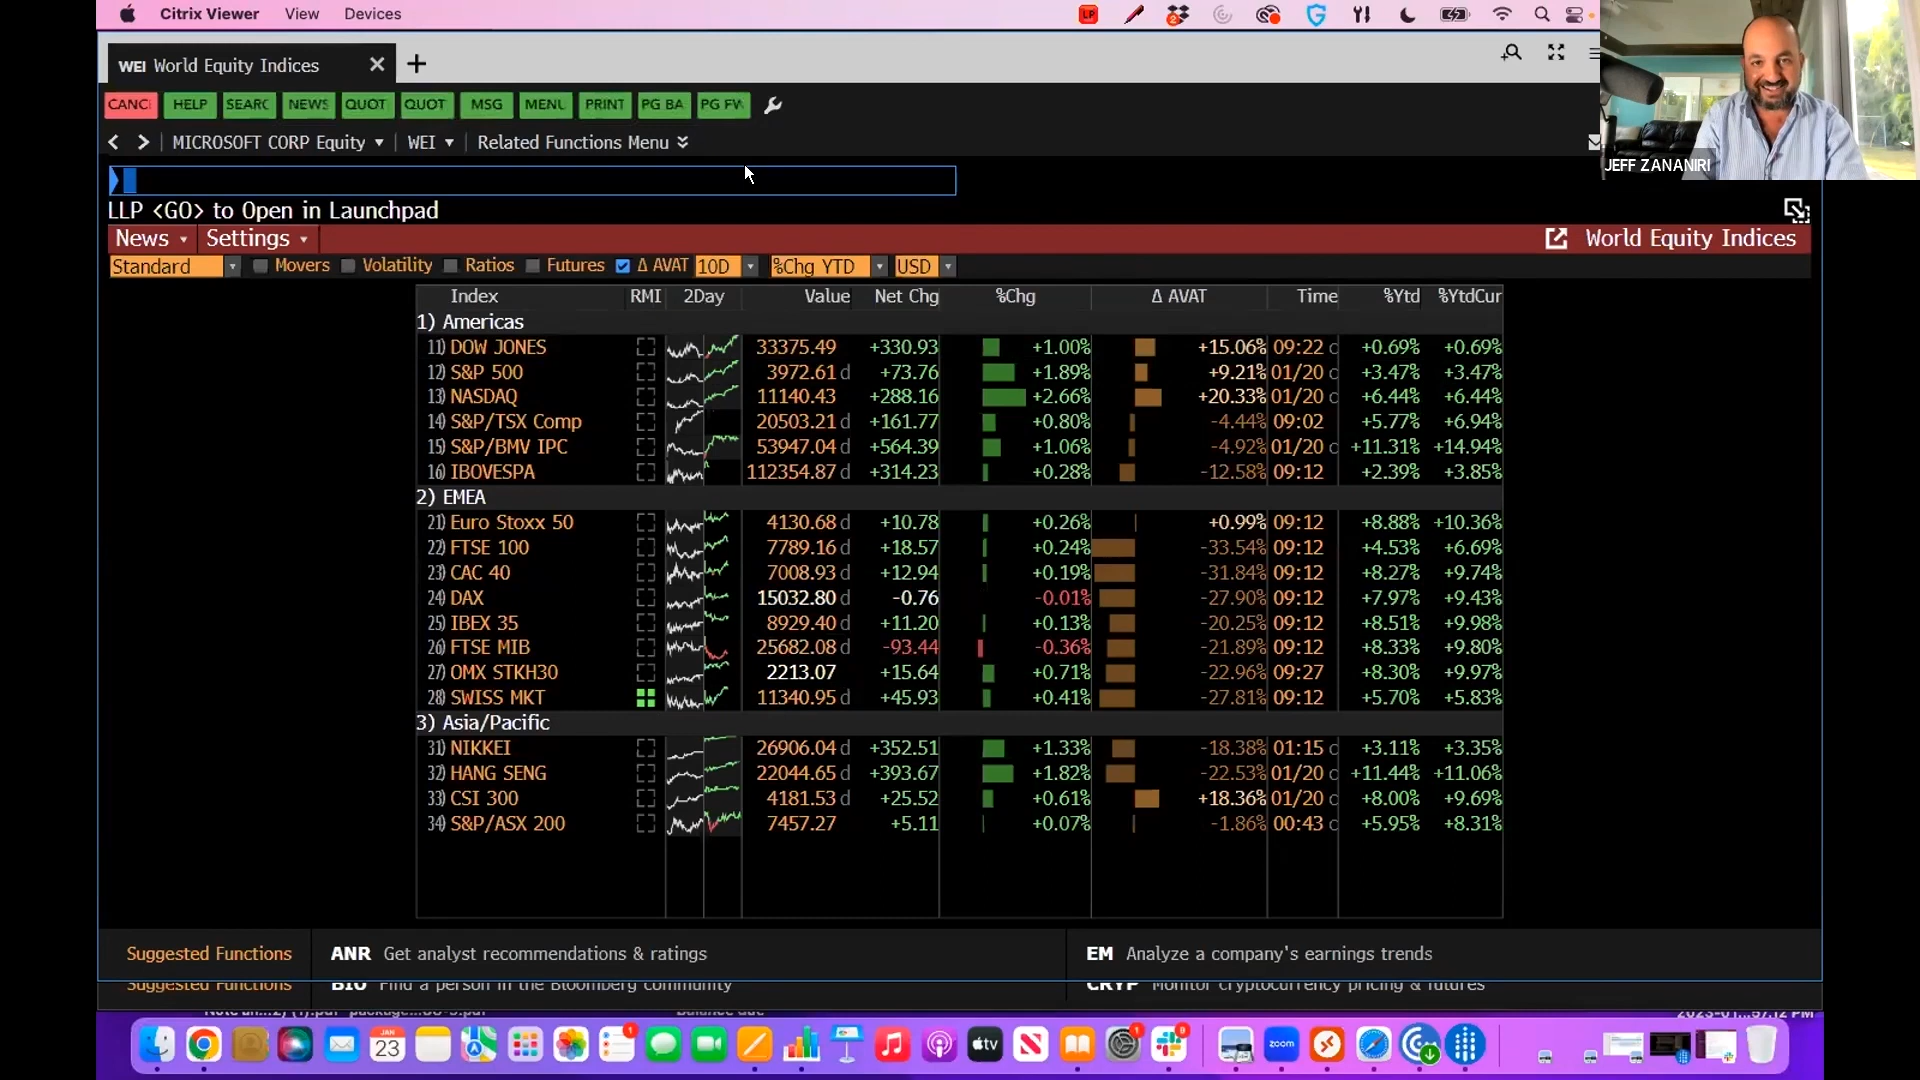 Citrix Viewer View Devices
WEI World Equity Indices
CANC HELP SEARC NEWS QUOT QUOT MSG MENU PRINT PG BA PG FW
MICROSOFT CORP Equity WEI Related Functions Menu
JEFF ZANANIRI
LLP <GO> to Open in Launchpad
News Settings World Equity Indices
Standard Movers Volatility Ratios Futures Δ AVAT 10D %Chg YTD USD
Index RMI 2Day Value Net Chg %Chg Δ AVAT Time %Ytd %YtdCur
1) Americas
11) DOW JONES 33375.49 +330.93 +1.00% +15.06% 09:22 c +0.69% +0.69%
12) S&P 500 3972.61 d +73.76 +1.89% +9.21% 01/20 c +3.47% +3.47%
13) NASDAQ 11140.43 +288.16 +2.66% +20.33% 01/20 c +6.44% +6.44%
14) S&P/TSX Comp 20503.21 d +161.77 +0.80% -4.44% 09:02 +5.77% +6.94%
15) S&P/BMV IPC 53947.04 d +564.39 +1.06% -4.92% 01/20 c +11.31% +14.94%
16) IBOVESPA 112354.87 d +314.23 +0.28% -12.58% 09:12 +2.39% +3.85%
2) EMEA
21) Euro Stoxx 50 4130.68 d +10.78 +0.26% +0.99% 09:12 +8.88% +10.36%
22) FTSE 100 7789.16 d +18.57 +0.24% -33.54% 09:12 +4.53% +6.69%
23) CAC 40 7008.93 d +12.94 +0.19% -31.84% 09:12 +8.27% +9.74%
24) DAX 15032.80 d -0.76 -0.01% -27.90% 09:12 +7.97% +9.43%
25) IBEX 35 8929.40 d +11.20 +0.13% -20.25% 09:12 +8.51% +9.98%
26) FTSE MIB 25682.08 d -93.44 -0.36% -21.89% 09:12 +8.33% +9.80%
27) OMX STKH30 2213.07 +15.64 +0.71% -22.96% 09:27 +8.30% +9.97%
28) SWISS MKT 11340.95 d +45.93 +0.41% -27.81% 09:12 +5.70% +5.83%
3) Asia/Pacific
31) NIKKEI 26906.04 d +352.51 +1.33% -18.38% 01:15 c +3.11% +3.35%
32) HANG SENG 22044.65 d +393.67 +1.82% -22.53% 01/20 c +11.44% +11.06%
33) CSI 300 4181.53 d +25.52 +0.61% +18.36% 01/20 c +8.00% +9.69%
34) S&P/ASX 200 7457.27 +5.11 +0.07% -1.86% 00:43 c +5.95% +8.31%
Suggested Functions ANR Get analyst recommendations & ratings EM Analyze a company's earnings trends
Suggested Functions BIO Find a person in the Bloomberg community CRYP Monitor cryptocurrency pricing & futures
JAN
23
tv
zoom